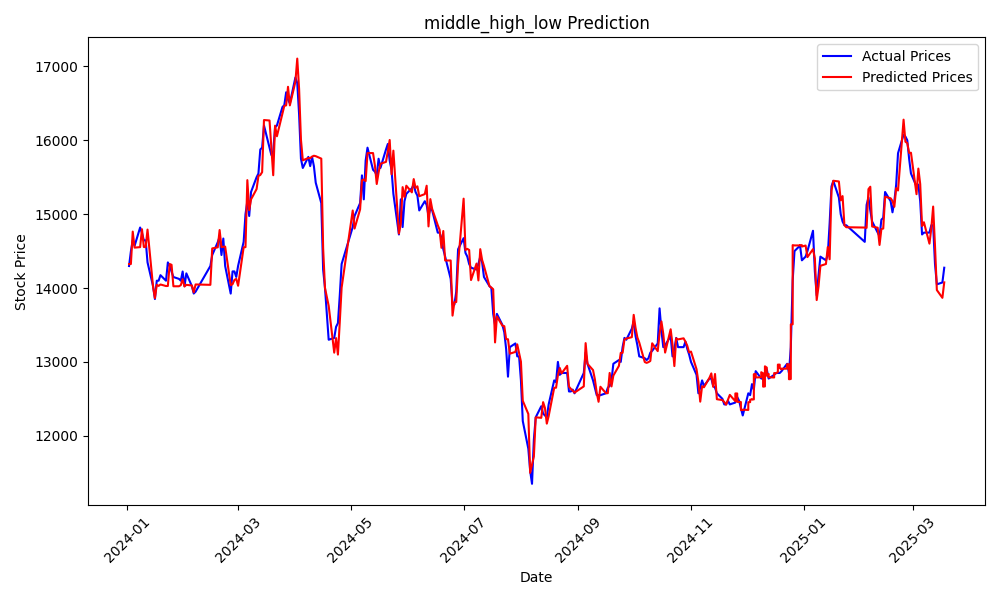 middle_high_low Prediction
Actual Prices
Predicted Prices
Stock Price
17000
16000
15000
14000
13000
12000
2024-01
2024-03
2024-05
2024-07
2024-09
2024-11
2025-01
2025-03
Date